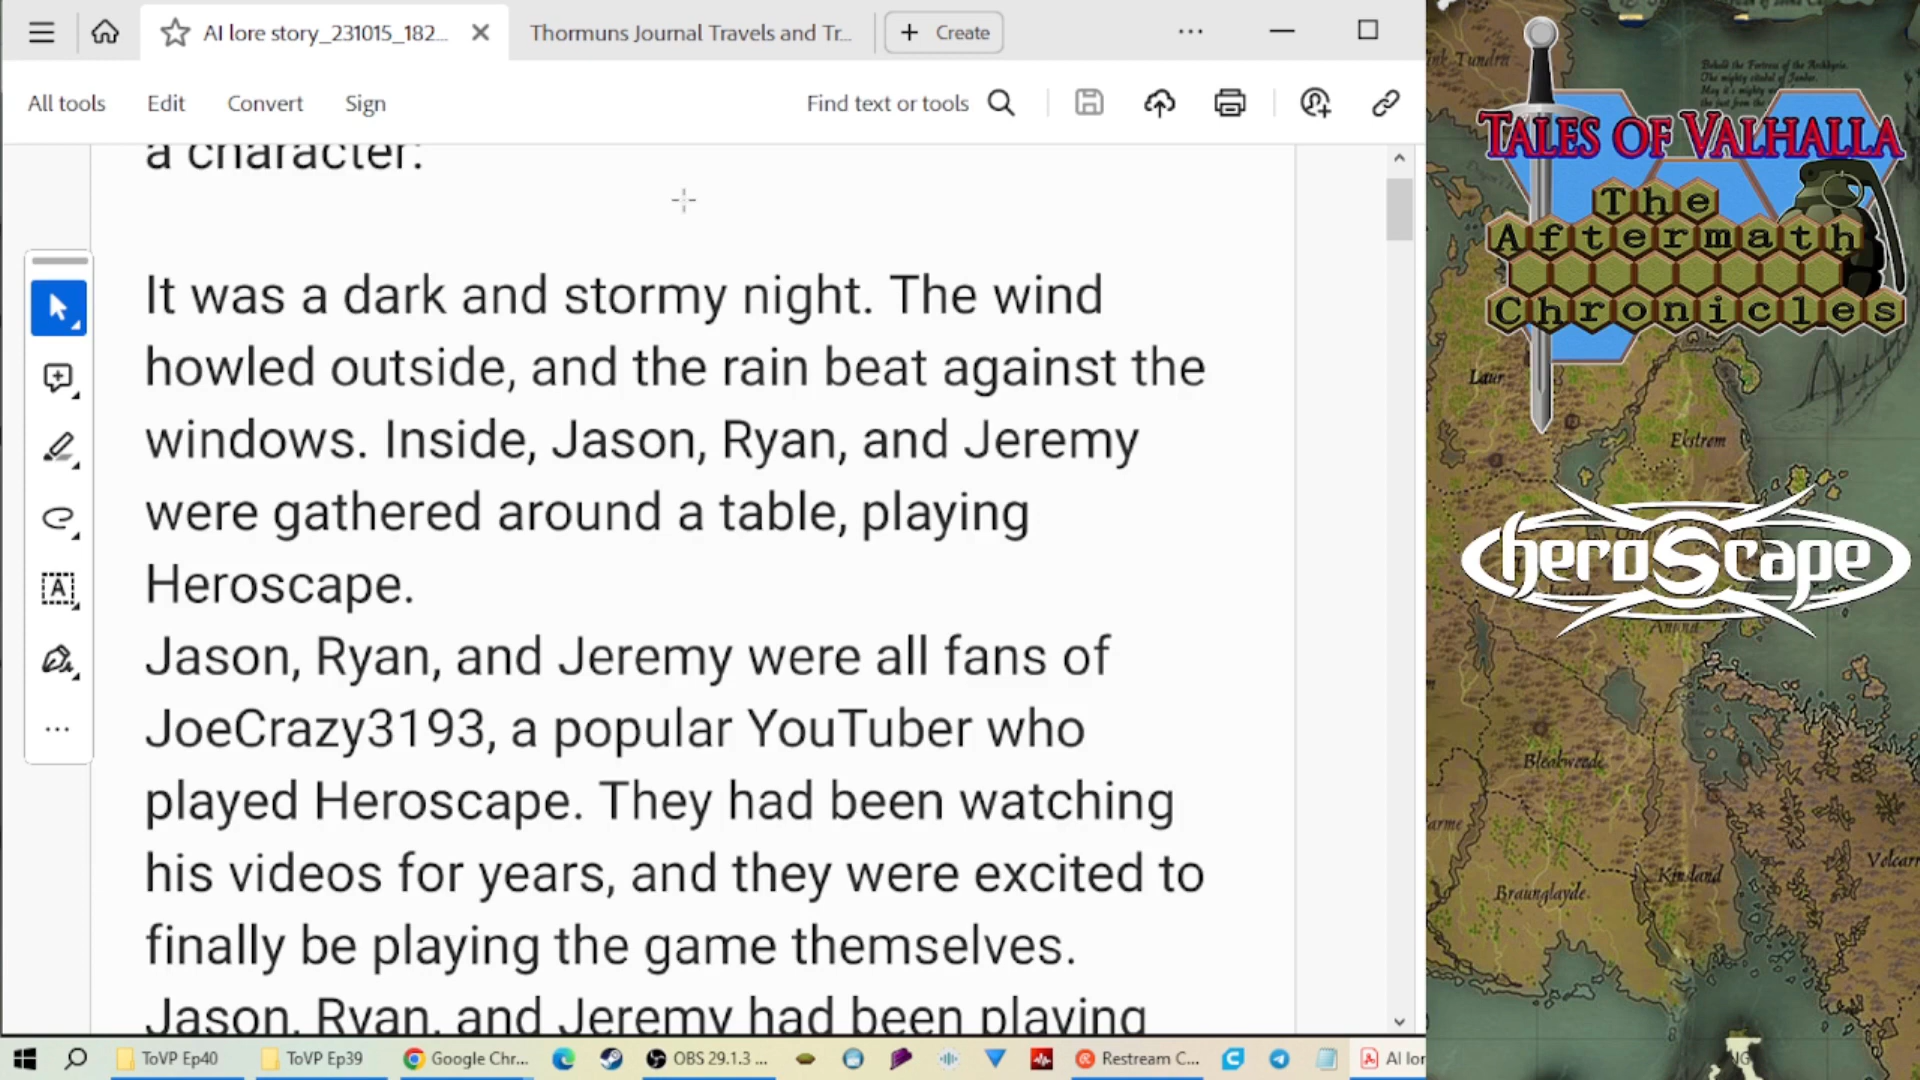 AI lore story_231015_182...
Thormuns Journal Travels and Tr...
+ Create
All tools
Edit
Convert
Sign
Find text or tools
a character:
It was a dark and stormy night. The wind
howled outside, and the rain beat against the
windows. Inside, Jason, Ryan, and Jeremy
were gathered around a table, playing
Heroscape.
Jason, Ryan, and Jeremy were all fans of
JoeCrazy3193, a popular YouTuber who
played Heroscape. They had been watching
his videos for years, and they were excited to
finally be playing the game themselves.
Jason, Ryan, and Jeremy had been playing
TALES OF VALHALLA
The
Aftermath
Chronicles
Laur
Ekstrom
heroScape
Bleakwoode
Braunglayde
Kinsland
Volcarr
ToVP Ep40
ToVP Ep39
Google Chr...
OBS 29.1.3 ...
Restream C...
AI lor